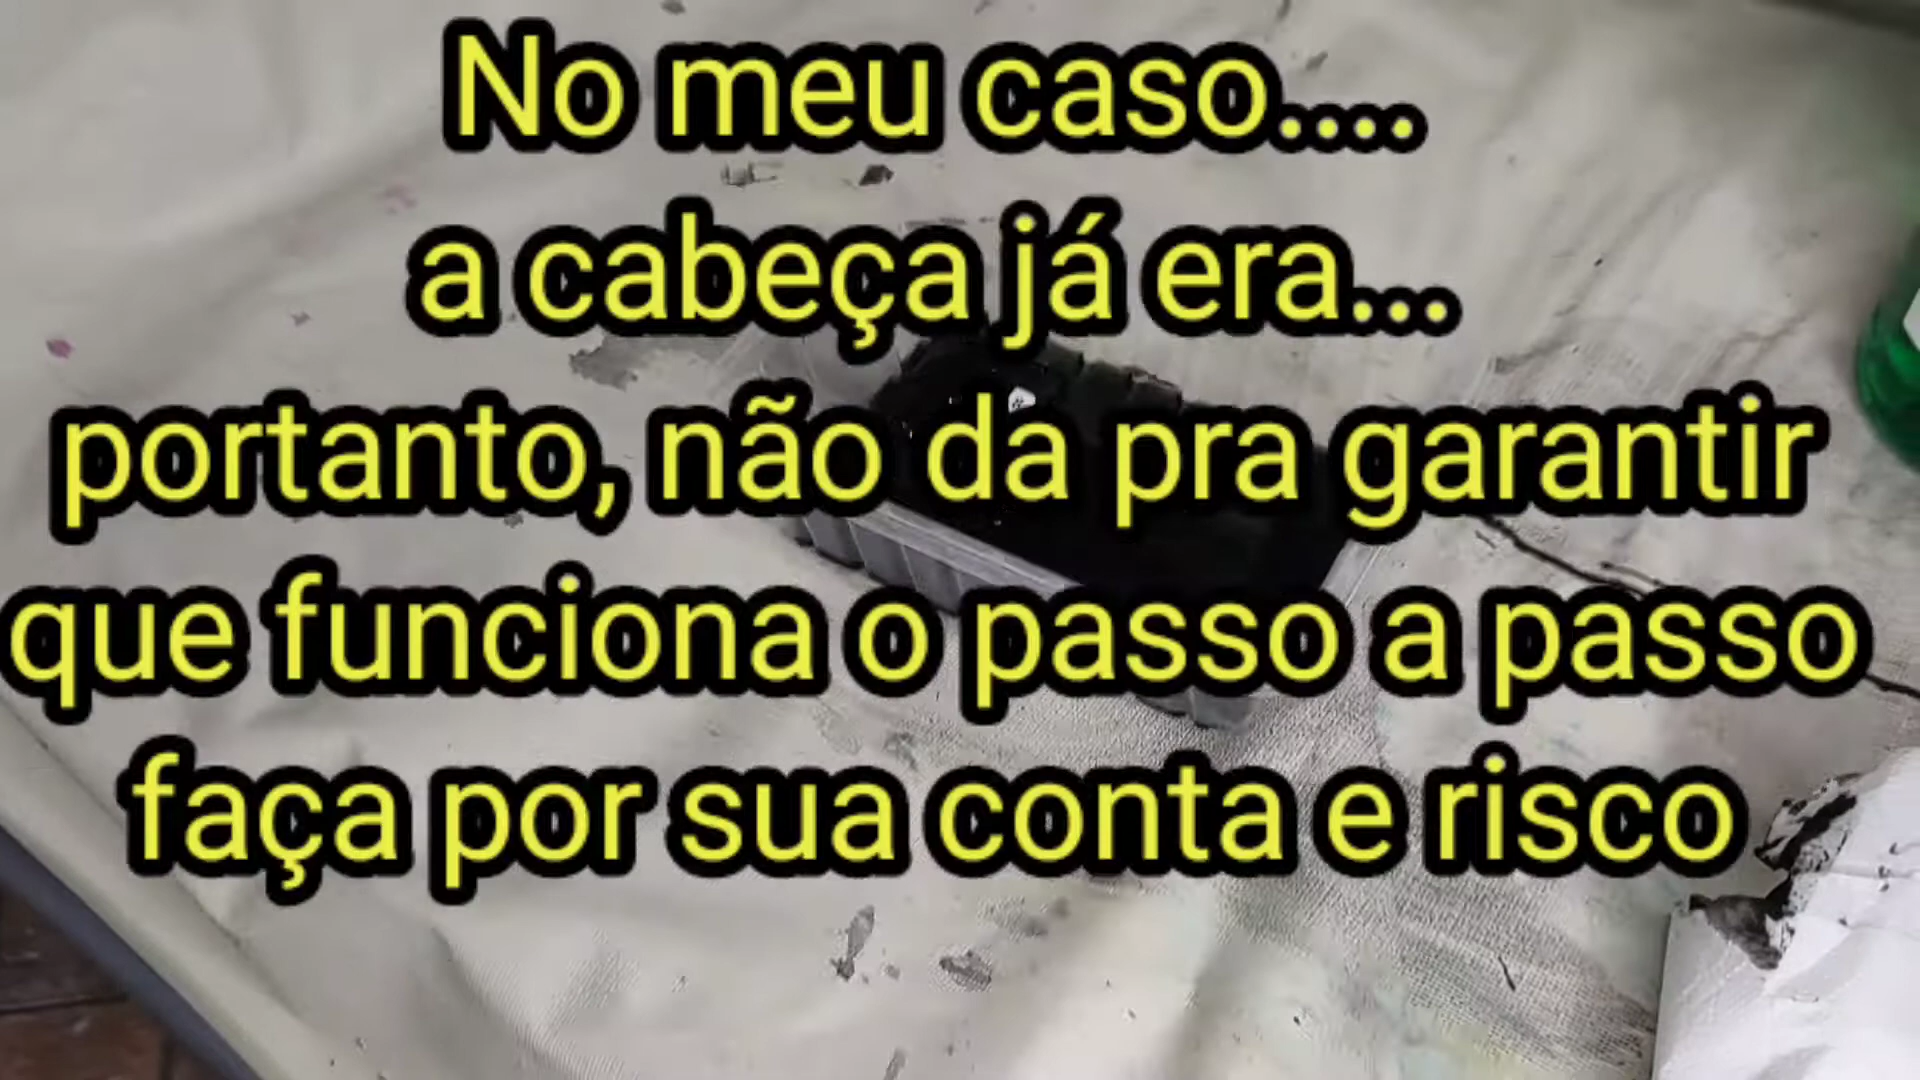 No meu caso....
a cabeça já era...
portanto, não da pra garantir
que funciona o passo a passo
faça por sua conta e risco